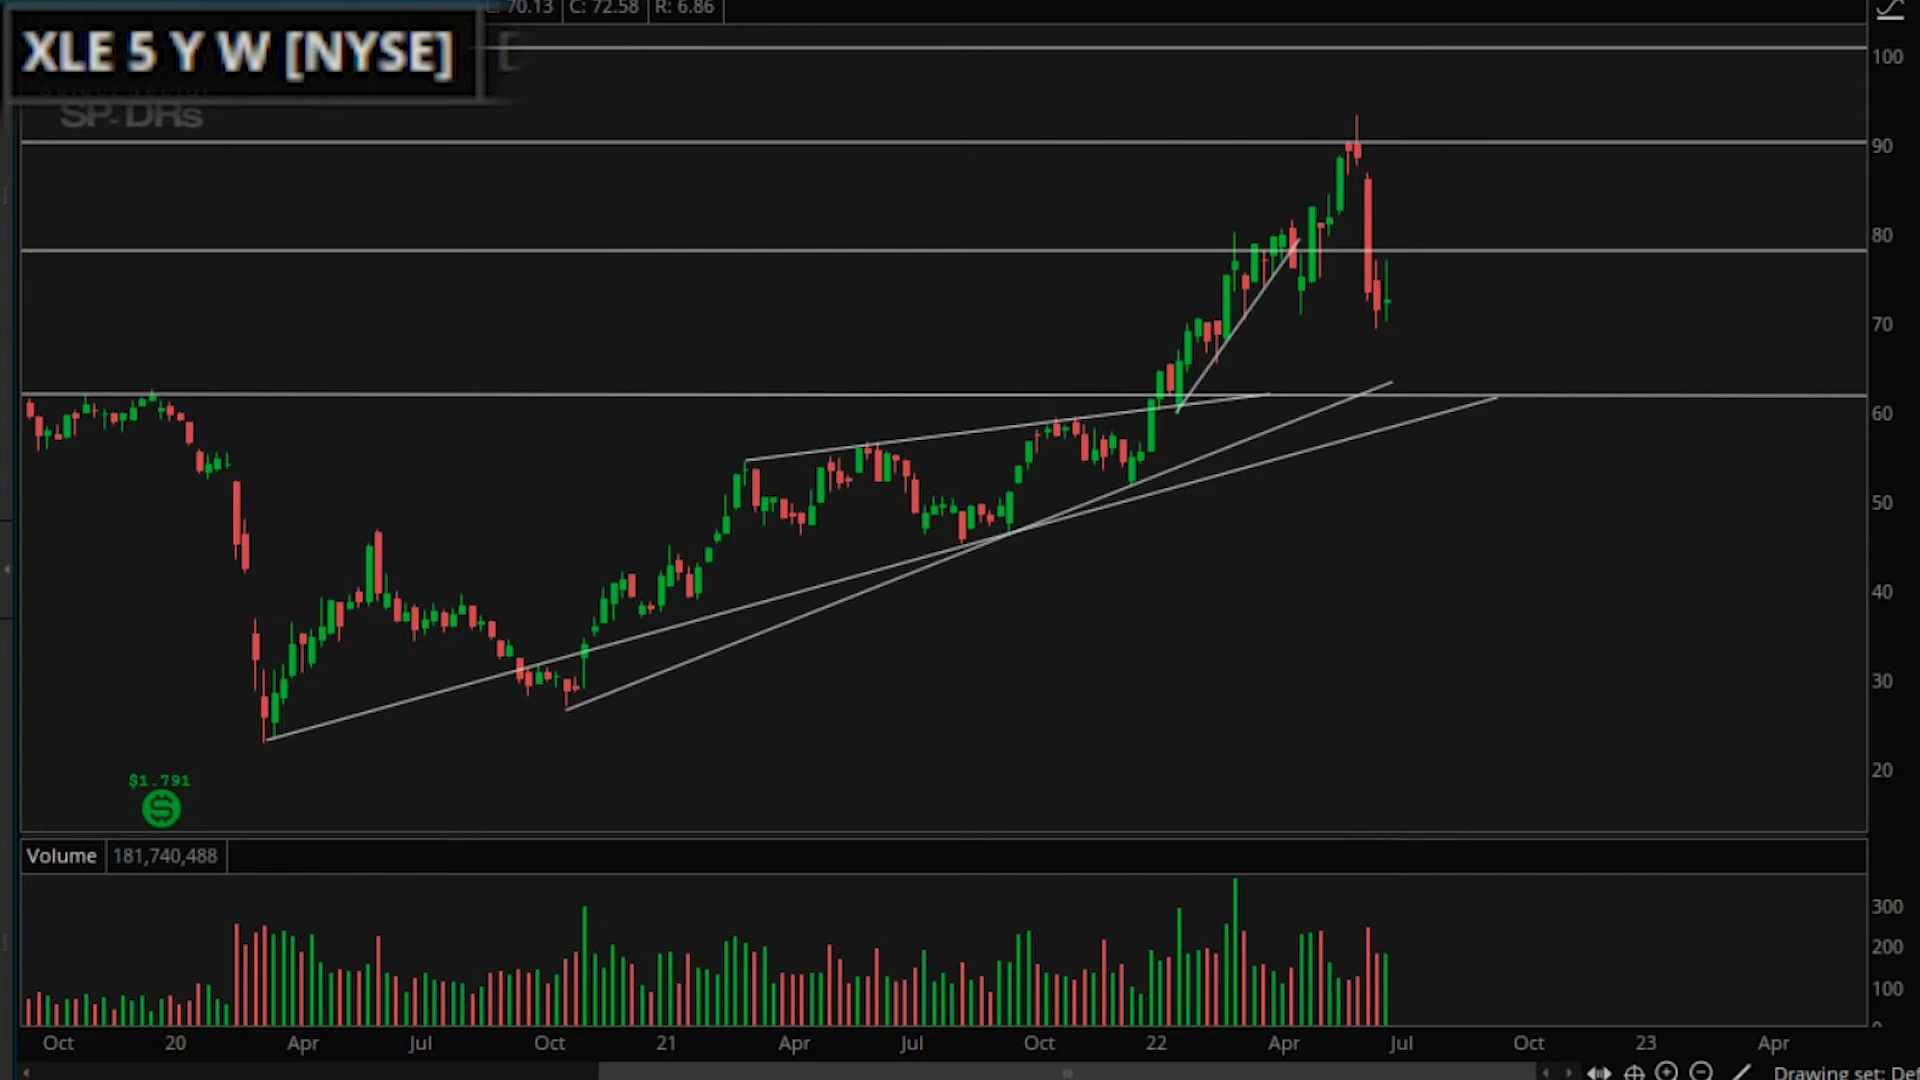 L: 70.13 C: 72.58 R: 6.86
XLE 5 Y W [NYSE]
SP DRs
100
90
80
70
60
50
40
30
20
$1.791
Volume 181,740,488
300
200
100
0
Oct 20 Apr Jul Oct 21 Apr Jul Oct 22 Apr Jul Oct 23 Apr
Drawing set: Def